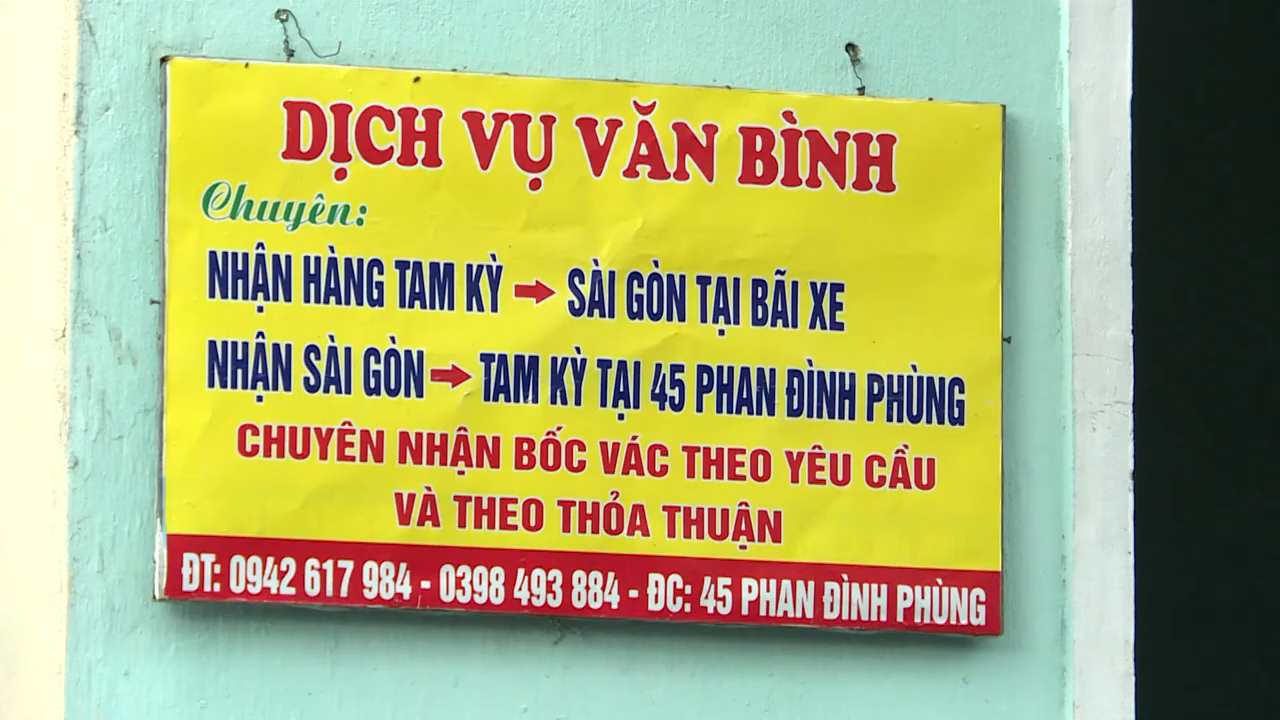 DỊCH VỤ VĂN BÌNH
Chuyên:
NHẬN HÀNG TAM KỲ → SÀI GÒN TẠI BÃI XE
NHẬN SÀI GÒN → TAM KỲ TẠI 45 PHAN ĐÌNH PHÙNG
CHUYÊN NHẬN BỐC VÁC THEO YÊU CẦU
VÀ THEO THỎA THUẬN
ĐT: 0942 617 984 - 0398 493 884 - ĐC: 45 PHAN ĐÌNH PHÙNG